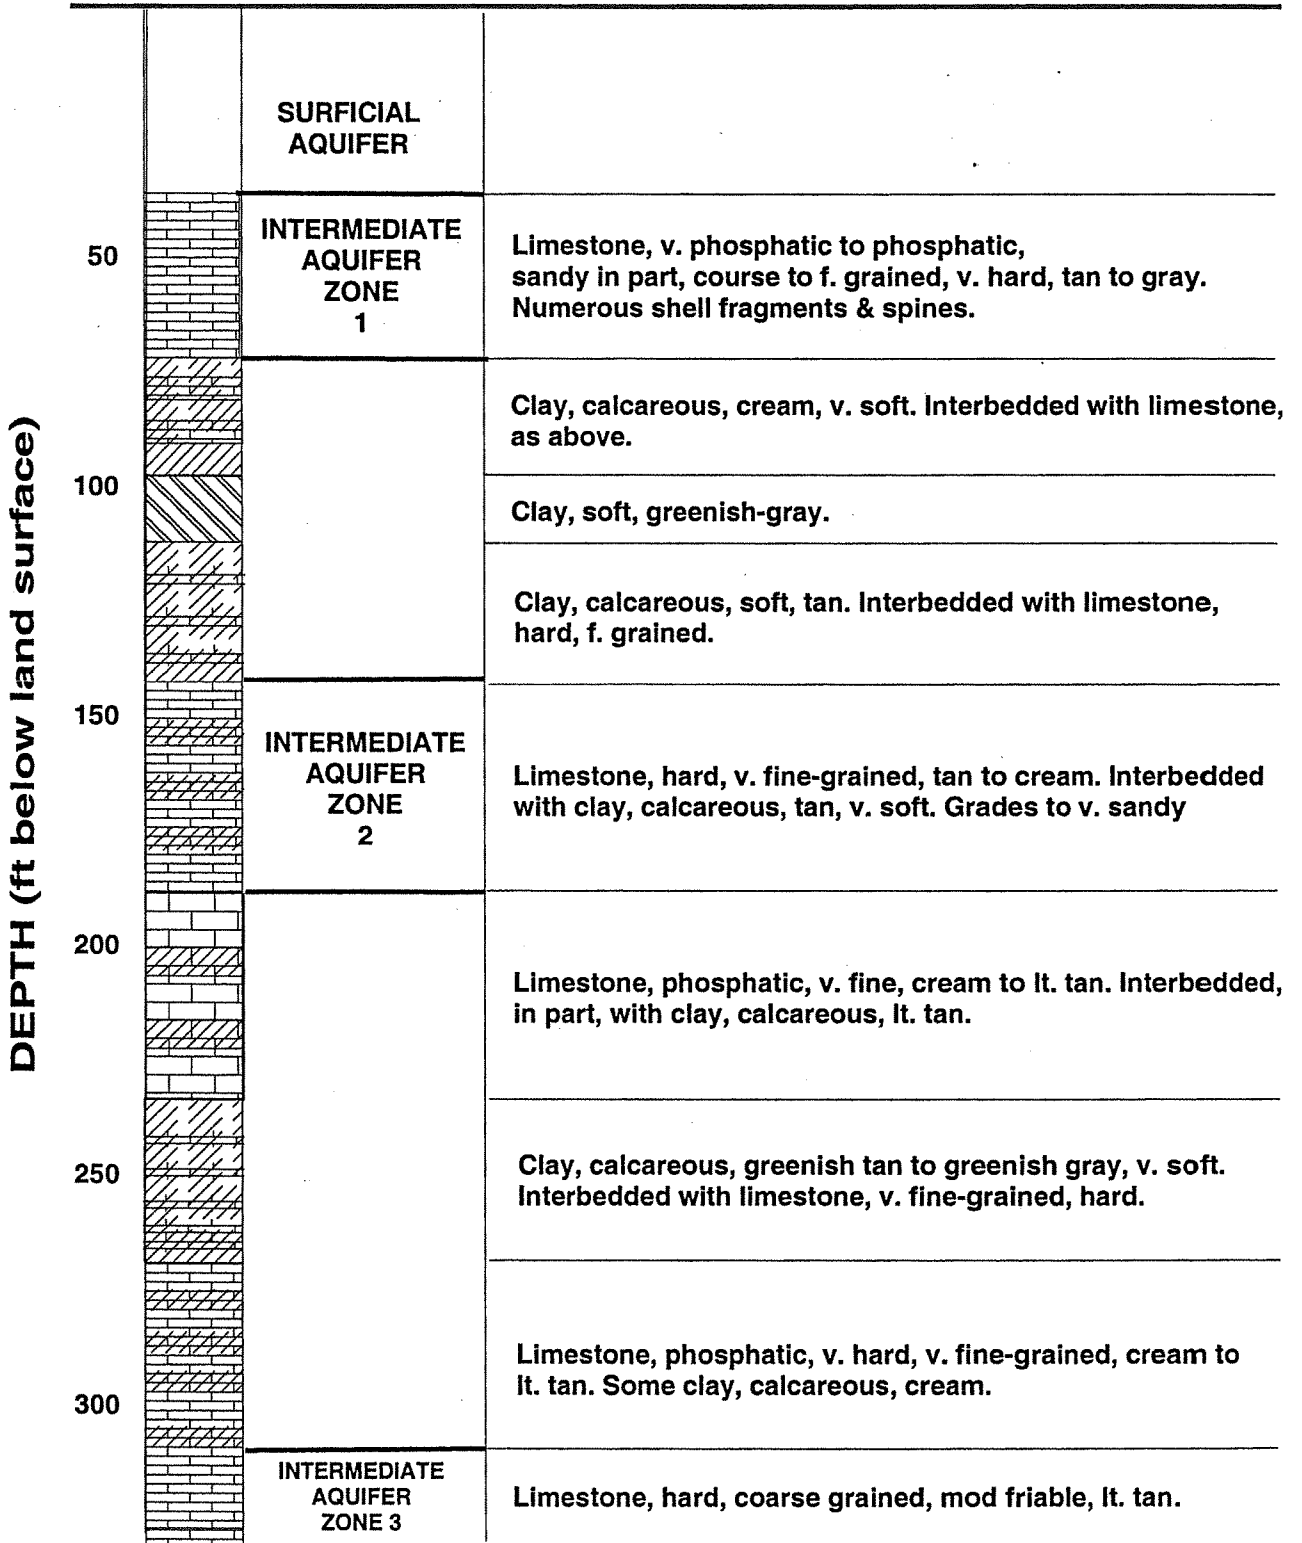 SURFICIAL
AQUIFER
INTERMEDIATE
AQUIFER
ZONE
1
50
Limestone, v. phosphatic to phosphatic,
sandy in part, course to f. grained, v. hard, tan to gray.
Numerous shell fragments & spines.
Clay, calcareous, cream, v. soft. Interbedded with limestone,
as above.
100
Clay, soft, greenish-gray.
Clay, calcareous, soft, tan. Interbedded with limestone,
hard, f. grained.
150
INTERMEDIATE
AQUIFER
ZONE
2
Limestone, hard, v. fine-grained, tan to cream. Interbedded
with clay, calcareous, tan, v. soft. Grades to v. sandy
DEPTH (ft below land surface)
200
Limestone, phosphatic, v. fine, cream to lt. tan. Interbedded,
in part, with clay, calcareous, lt. tan.
250
Clay, calcareous, greenish tan to greenish gray, v. soft.
Interbedded with limestone, v. fine-grained, hard.
Limestone, phosphatic, v. hard, v. fine-grained, cream to
lt. tan. Some clay, calcareous, cream.
300
INTERMEDIATE
AQUIFER
ZONE 3
Limestone, hard, coarse grained, mod friable, lt. tan.